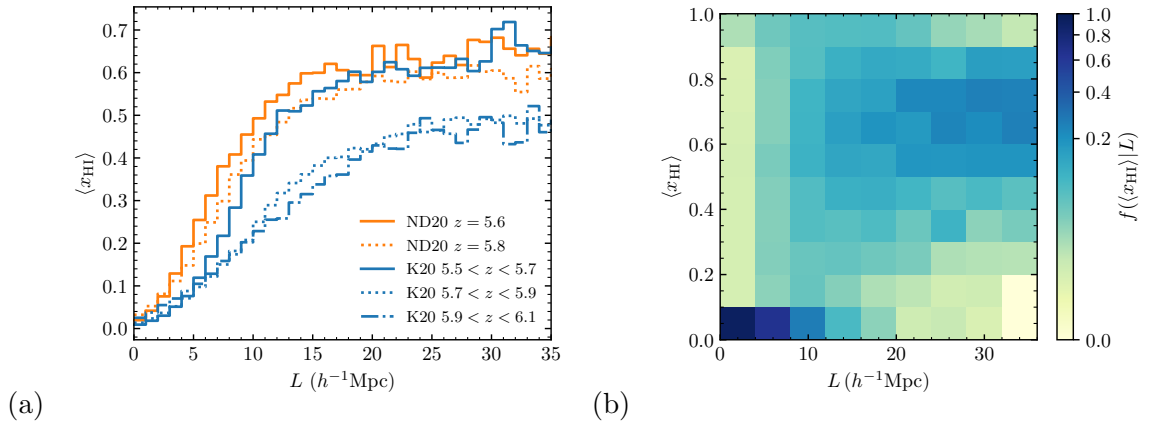 0.7
0.6
0.5
0.4
0.3
0.2
0.1
0.0
⟨x_HI⟩
ND20 z = 5.6
ND20 z = 5.8
K20 5.5 < z < 5.7
K20 5.7 < z < 5.9
K20 5.9 < z < 6.1
0 5 10 15 20 25 30 35
L (h⁻¹Mpc)
(a)
1.0
0.8
0.6
0.4
0.2
0.0
⟨x_HI⟩
0 10 20 30
L (h⁻¹Mpc)
1.0
0.8
0.6
0.4
0.2
0.0
f(⟨x_HI⟩|L)
(b)